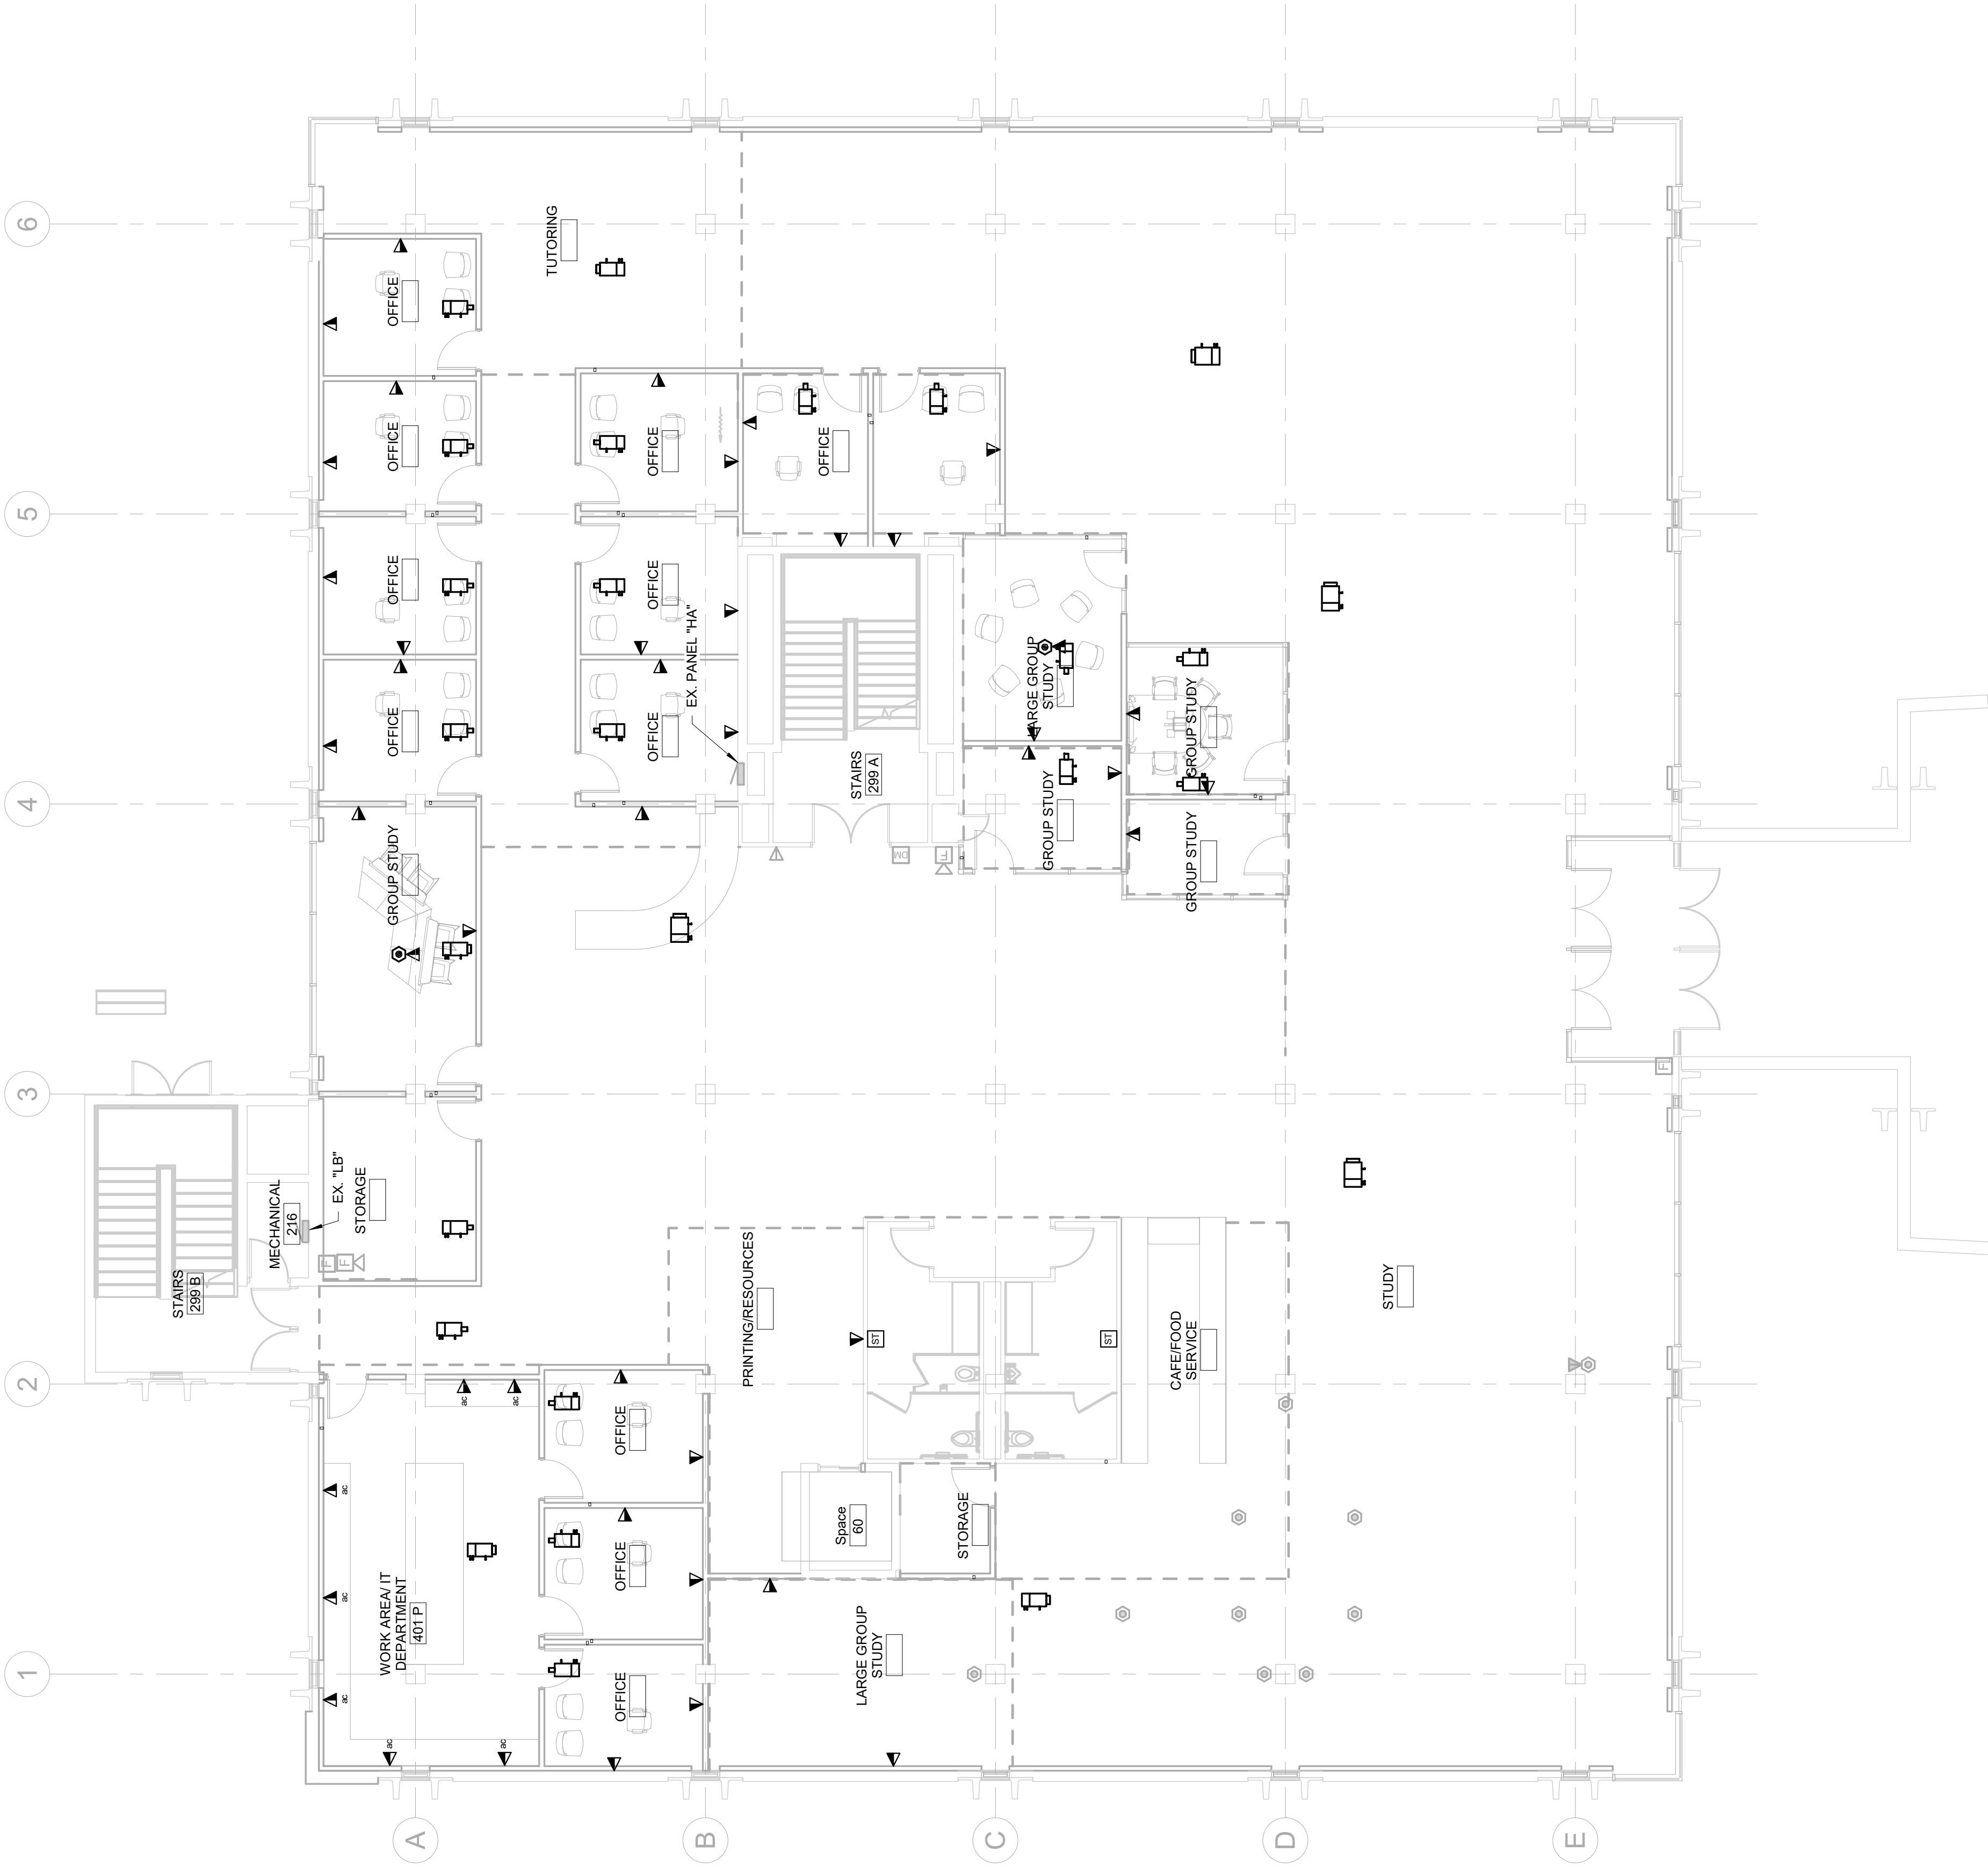 6
5
4
3
2
1
A
B
C
D
E
TUTORING
OFFICE
OFFICE
OFFICE
OFFICE
OFFICE
OFFICE
OFFICE
OFFICE
EX. PANEL "HA"
STAIRS
299 A
LARGE GROUP
STUDY
GROUP STUDY
GROUP STUDY
GROUP STUDY
GROUP STUDY
DM
F
F
F
F
MECHANICAL
216
EX. "LB"
STORAGE
STAIRS
299 B
PRINTING/RESOURCES
ST
ST
CAFE/FOOD
SERVICE
STUDY
ac
ac
ac
ac
ac
ac
ac
WORK AREA/ IT
DEPARTMENT
401 P
OFFICE
OFFICE
OFFICE
Space
60
STORAGE
LARGE GROUP
STUDY